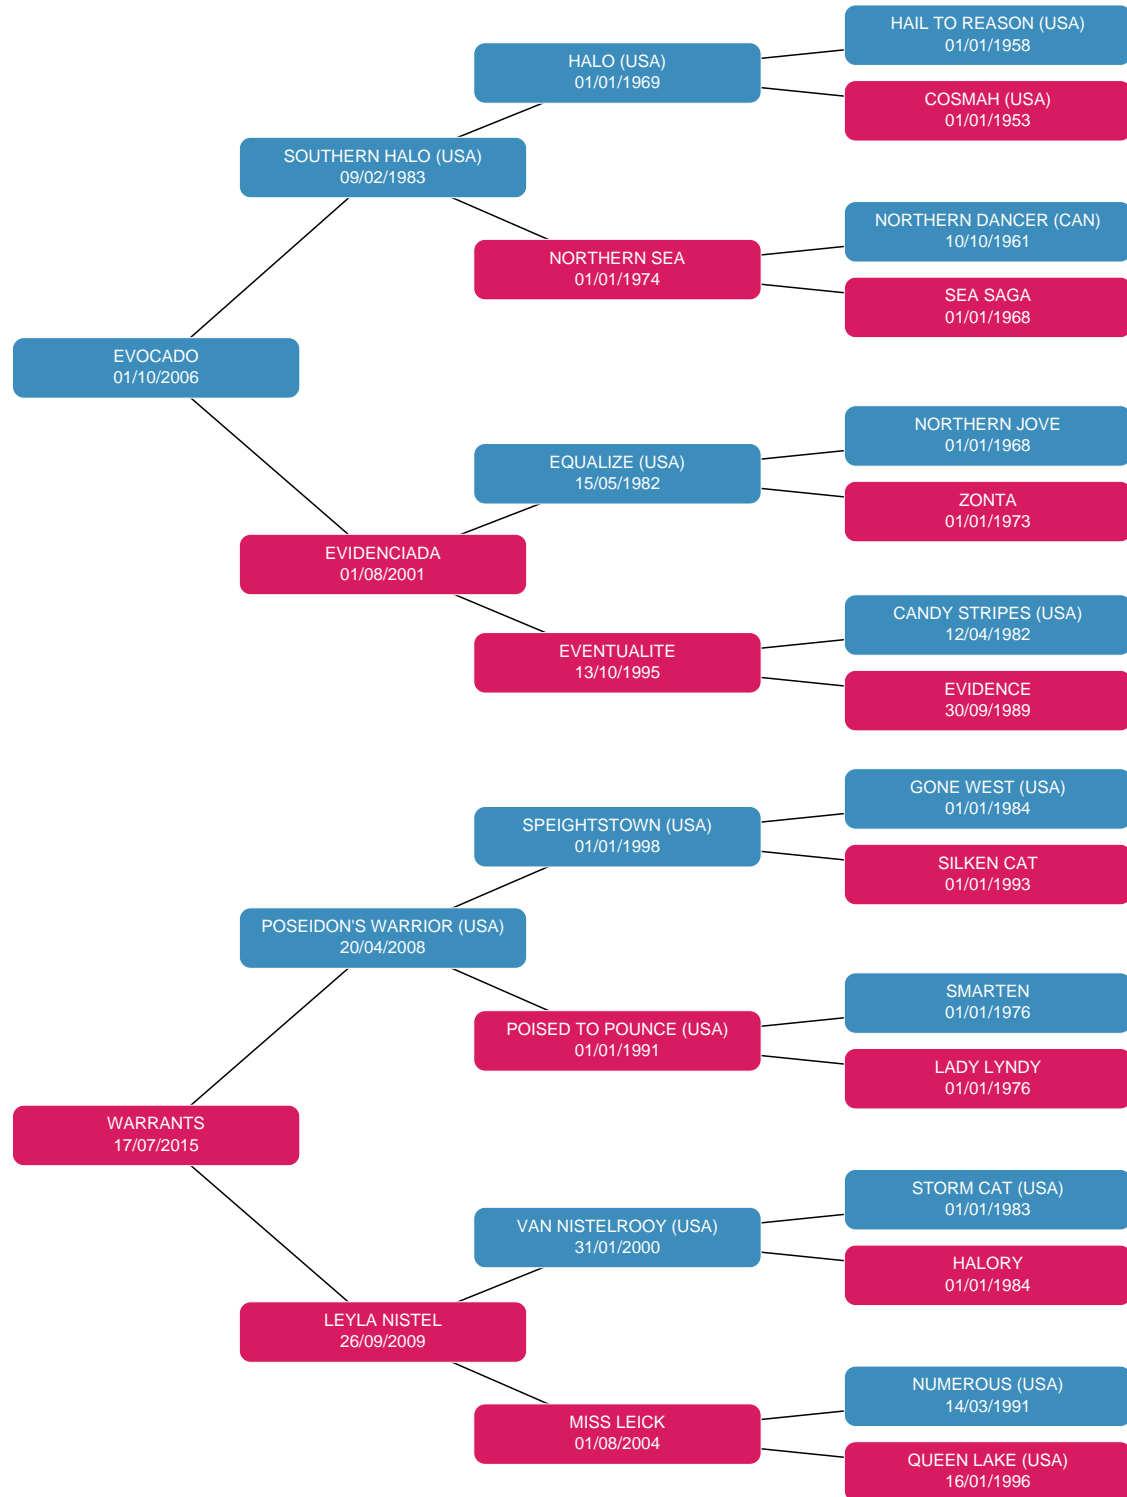 HAIL TO REASON (USA)
01/01/1958
HALO (USA)
01/01/1969
COSMAH (USA)
01/01/1953
SOUTHERN HALO (USA)
09/02/1983
NORTHERN DANCER (CAN)
10/10/1961
NORTHERN SEA
01/01/1974
SEA SAGA
01/01/1968
EVOCADO
01/10/2006
NORTHERN JOVE
01/01/1968
EQUALIZE (USA)
15/05/1982
ZONTA
01/01/1973
EVIDENCIADA
01/08/2001
CANDY STRIPES (USA)
12/04/1982
EVENTUALITE
13/10/1995
EVIDENCE
30/09/1989
GONE WEST (USA)
01/01/1984
SPEIGHTSTOWN (USA)
01/01/1998
SILKEN CAT
01/01/1993
POSEIDON'S WARRIOR (USA)
20/04/2008
SMARTEN
01/01/1976
POISED TO POUNCE (USA)
01/01/1991
LADY LYNDY
01/01/1976
WARRANTS
17/07/2015
STORM CAT (USA)
01/01/1983
VAN NISTELROOY (USA)
31/01/2000
HALORY
01/01/1984
LEYLA NISTEL
26/09/2009
NUMEROUS (USA)
14/03/1991
MISS LEICK
01/08/2004
QUEEN LAKE (USA)
16/01/1996